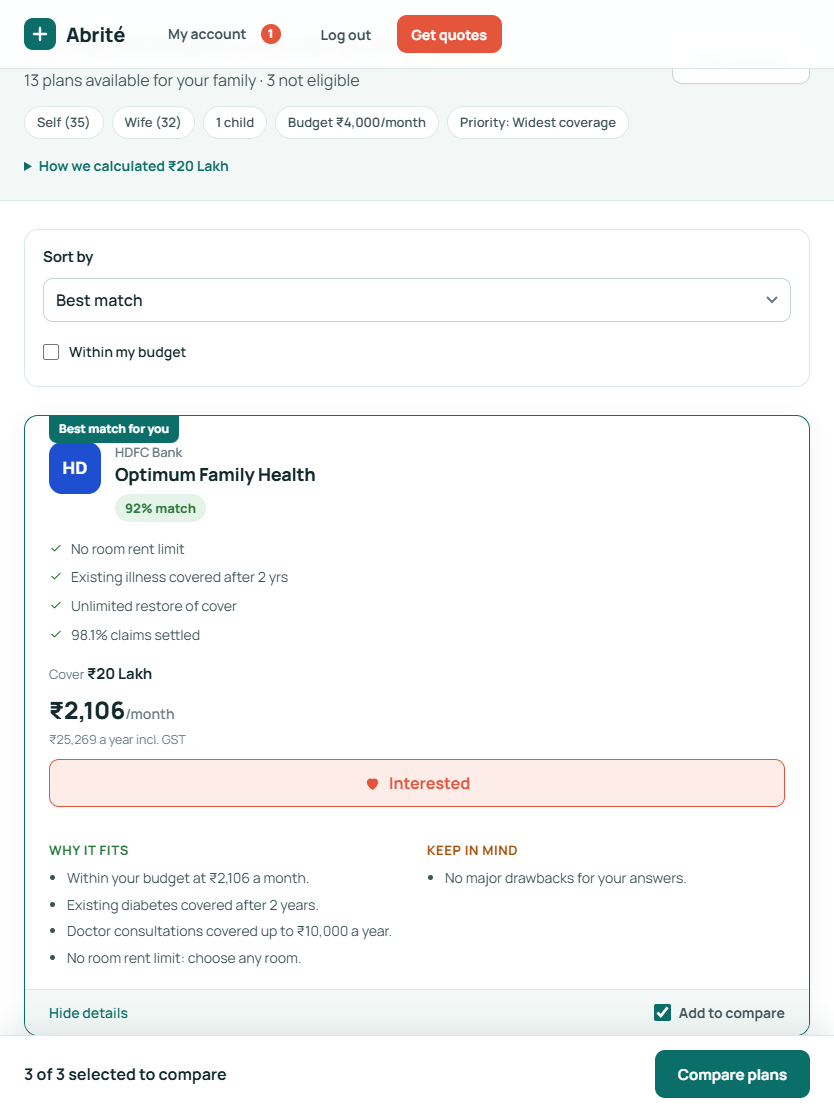 Abrité
My account 1
Log out
Get quotes
13 plans available for your family · 3 not eligible
Self (35)
Wife (32)
1 child
Budget ₹4,000/month
Priority: Widest coverage
How we calculated ₹20 Lakh
Sort by
Best match
Within my budget
Best match for you
HD
HDFC Bank
Optimum Family Health
92% match
No room rent limit
Existing illness covered after 2 yrs
Unlimited restore of cover
98.1% claims settled
Cover ₹20 Lakh
₹2,106/month
₹25,269 a year incl. GST
Interested
WHY IT FITS
Within your budget at ₹2,106 a month.
Existing diabetes covered after 2 years.
Doctor consultations covered up to ₹10,000 a year.
No room rent limit: choose any room.
KEEP IN MIND
No major drawbacks for your answers.
Hide details
Add to compare
3 of 3 selected to compare
Compare plans